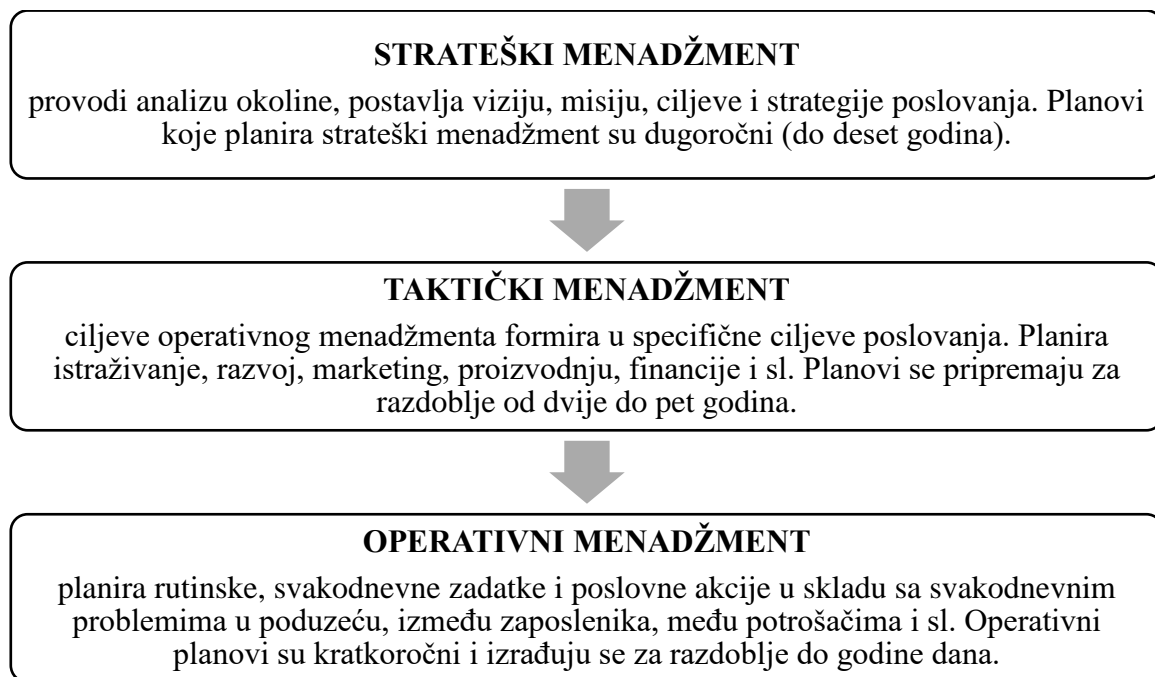 STRATEŠKI MENADŽMENT
provodi analizu okoline, postavlja viziju, misiju, ciljeve i strategije poslovanja. Planovi
koje planira strateški menadžment su dugoročni (do deset godina).
TAKTIČKI MENADŽMENT
ciljeve operativnog menadžmenta formira u specifične ciljeve poslovanja. Planira
istraživanje, razvoj, marketing, proizvodnju, financije i sl. Planovi se pripremaju za
razdoblje od dvije do pet godina.
OPERATIVNI MENADŽMENT
planira rutinske, svakodnevne zadatke i poslovne akcije u skladu sa svakodnevnim
problemima u poduzeću, između zaposlenika, među potrošačima i sl. Operativni
planovi su kratkoročni i izrađuju se za razdoblje do godine dana.